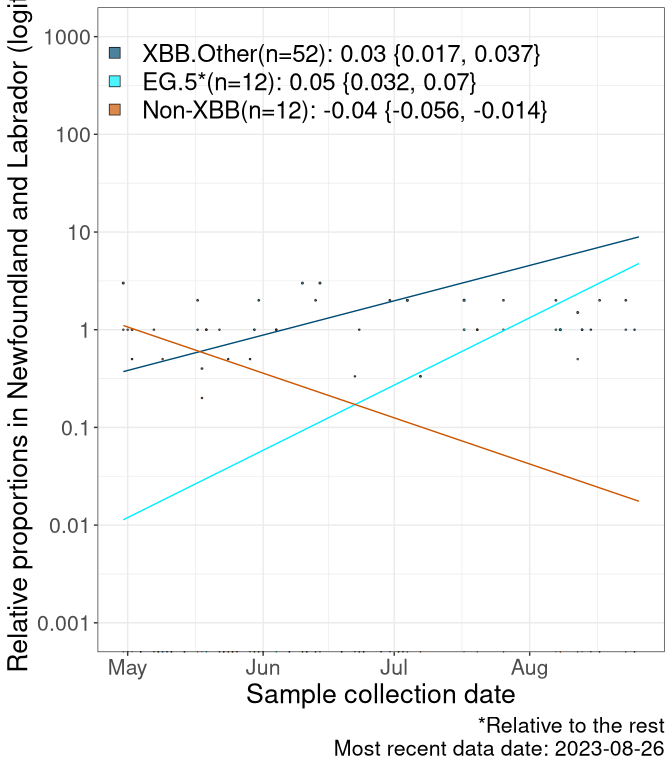 Relative proportions in Newfoundland and Labrador
XBB.Other(n=52): 0.03 {0.017, 0.037}
EG.5*(n=12): 0.05 {0.032, 0.07}
Non-XBB(n=12): -0.04 {-0.056, -0.014}
1000
100
10
1
0.1
0.01
0.001
May Jun Jul Aug
Sample collection date
*Relative to the rest
Most recent data date: 2023-08-26